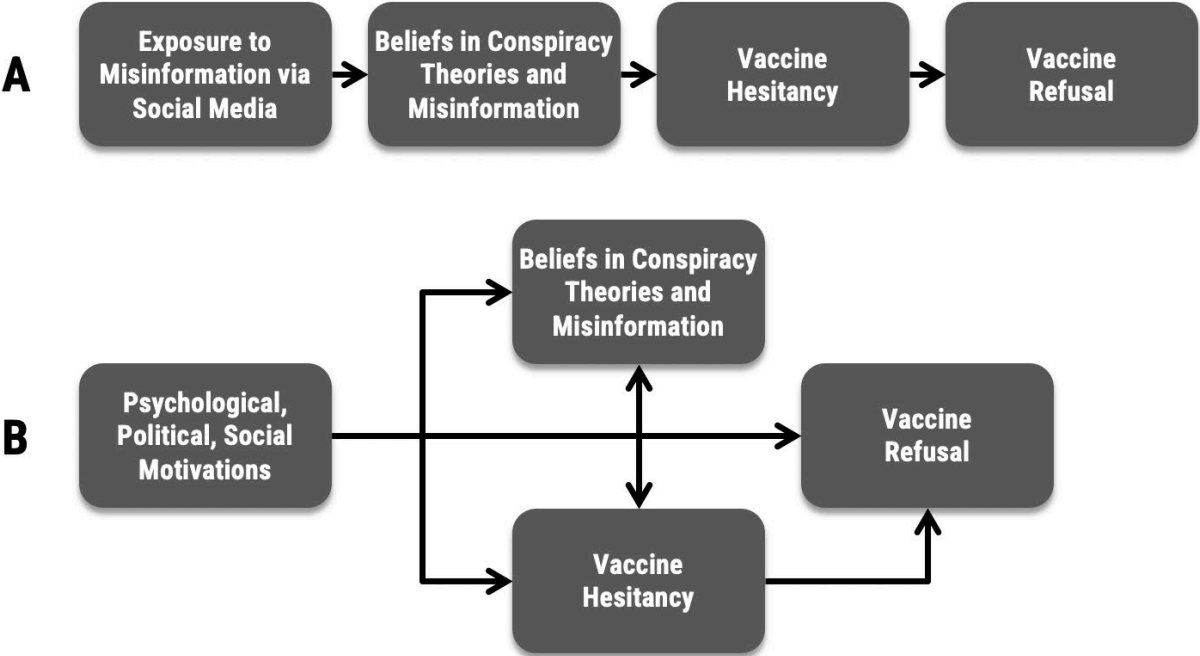 A
Exposure to
Misinformation via
Social Media
Beliefs in Conspiracy
Theories and
Misinformation
Vaccine
Hesitancy
Vaccine
Refusal
B
Psychological,
Political, Social
Motivations
Beliefs in Conspiracy
Theories and
Misinformation
Vaccine
Hesitancy
Vaccine
Refusal